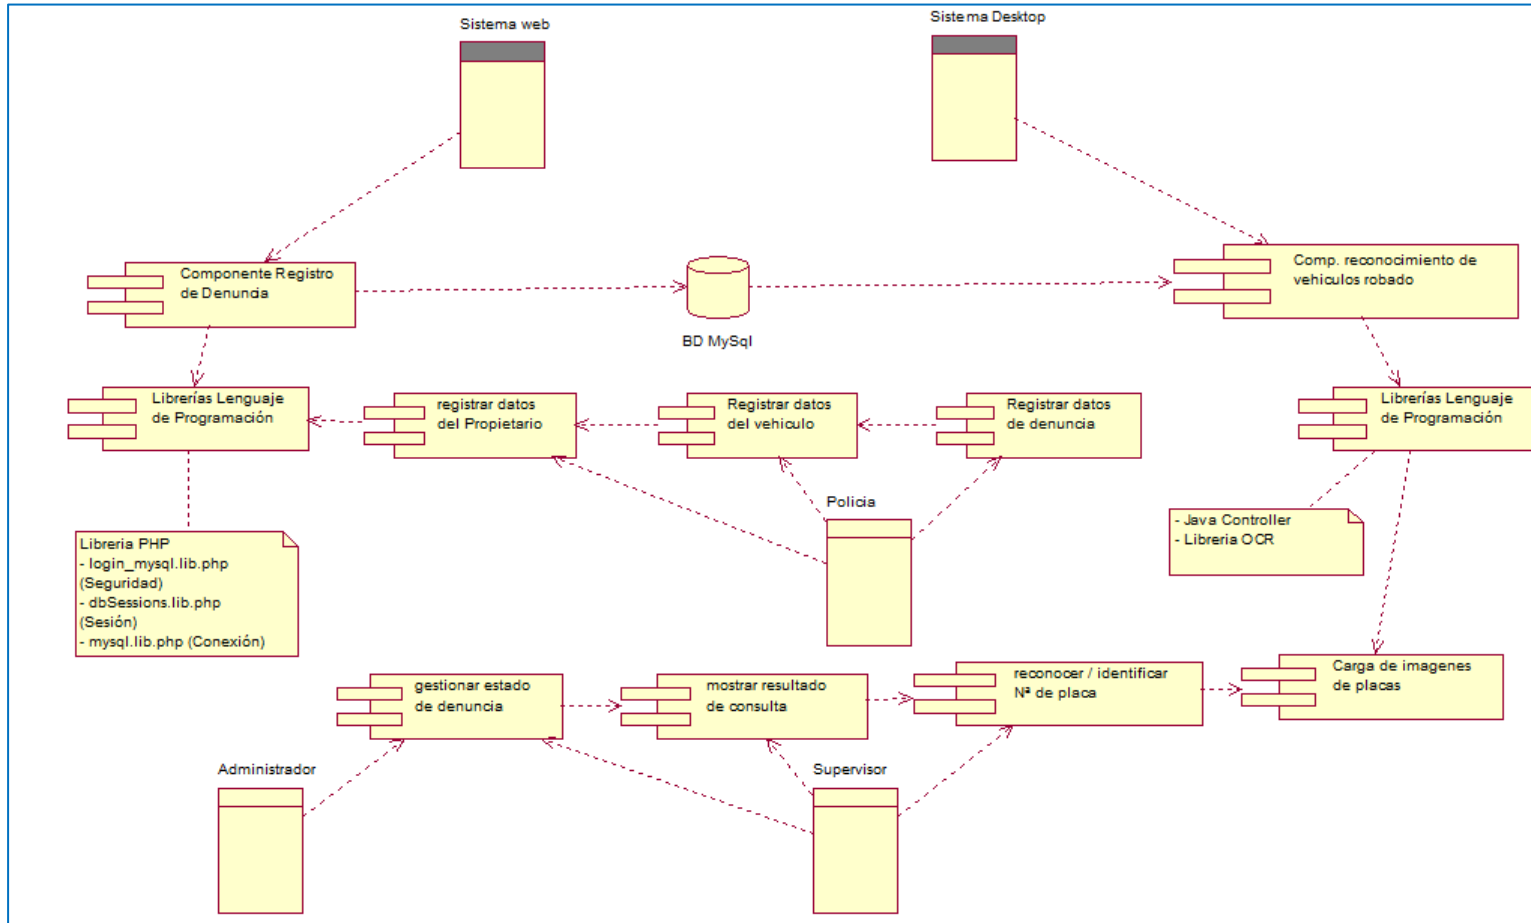 Sistema web
Sistema Desktop
Componente Registro
de Denuncia
BD MySql
Comp. reconocimiento de
vehiculos robado
Librerías Lenguaje
de Programación
registrar datos
del Propietario
Registrar datos
del vehiculo
Registrar datos
de denuncia
Librerías Lenguaje
de Programación
Policia
Libreria PHP
- login_mysql.lib.php
(Seguridad)
- dbSessions.lib.php
(Sesión)
- mysql.lib.php (Conexión)
- Java Controller
- Libreria OCR
gestionar estado
de denuncia
mostrar resultado
de consulta
reconocer / identificar
Nª de placa
Carga de imagenes
de placas
Administrador
Supervisor